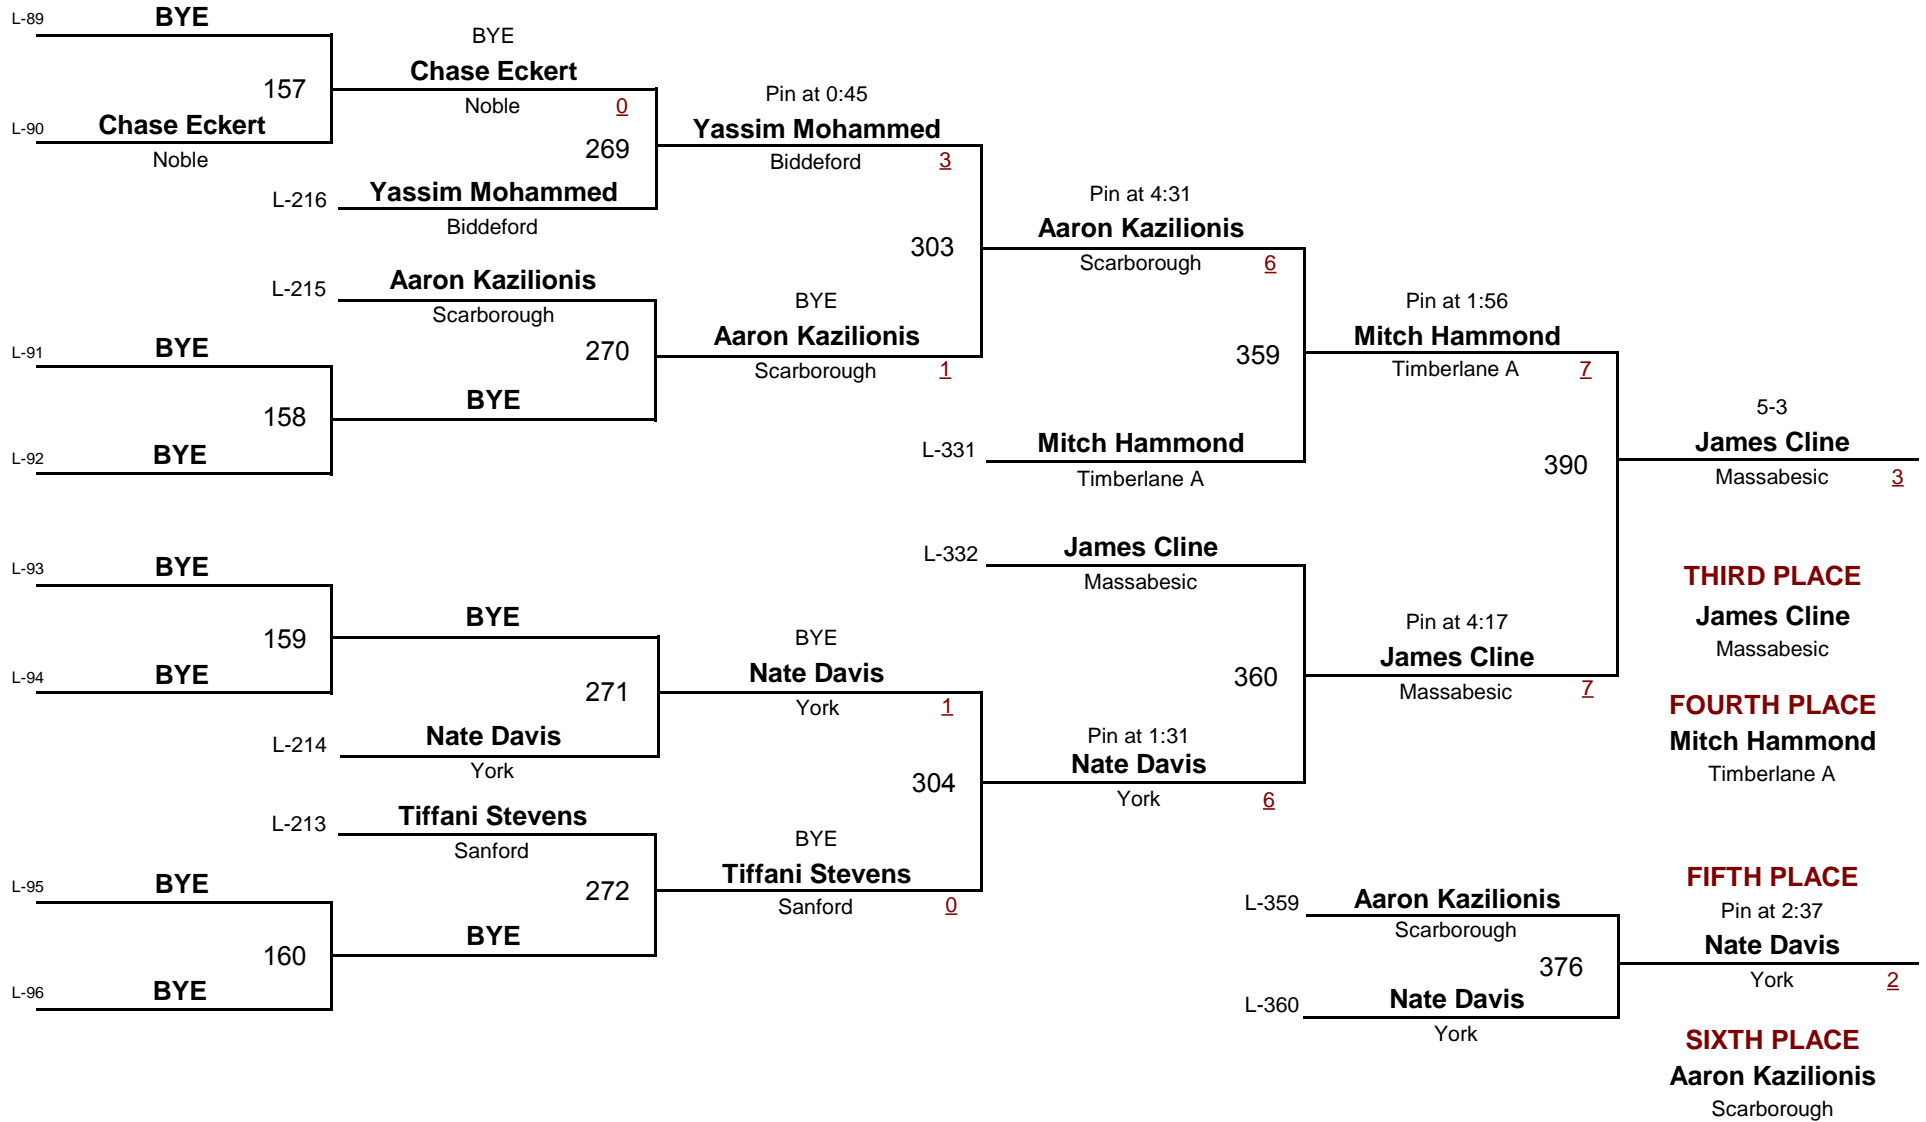 L-89
BYE
157
L-90
Chase Eckert
Noble
BYE
Chase Eckert
Noble
0
269
L-216
Yassim Mohammed
Biddeford
Pin at 0:45
Yassim Mohammed
Biddeford
3
303
L-215
Aaron Kazilionis
Scarborough
270
L-91
BYE
158
L-92
BYE
BYE
BYE
Aaron Kazilionis
Scarborough
1
Pin at 4:31
Aaron Kazilionis
Scarborough
6
359
L-331
Mitch Hammond
Timberlane A
Pin at 1:56
Mitch Hammond
Timberlane A
7
390
5-3
James Cline
Massabesic
3
L-93
BYE
159
L-94
BYE
BYE
271
L-214
Nate Davis
York
BYE
Nate Davis
York
1
304
L-213
Tiffani Stevens
Sanford
272
L-95
BYE
160
L-96
BYE
BYE
BYE
Tiffani Stevens
Sanford
0
L-332
James Cline
Massabesic
360
Pin at 1:31
Nate Davis
York
6
Pin at 4:17
James Cline
Massabesic
7
THIRD PLACE
James Cline
Massabesic
FOURTH PLACE
Mitch Hammond
Timberlane A
L-359
Aaron Kazilionis
Scarborough
376
L-360
Nate Davis
York
FIFTH PLACE
Pin at 2:37
Nate Davis
York
2
SIXTH PLACE
Aaron Kazilionis
Scarborough